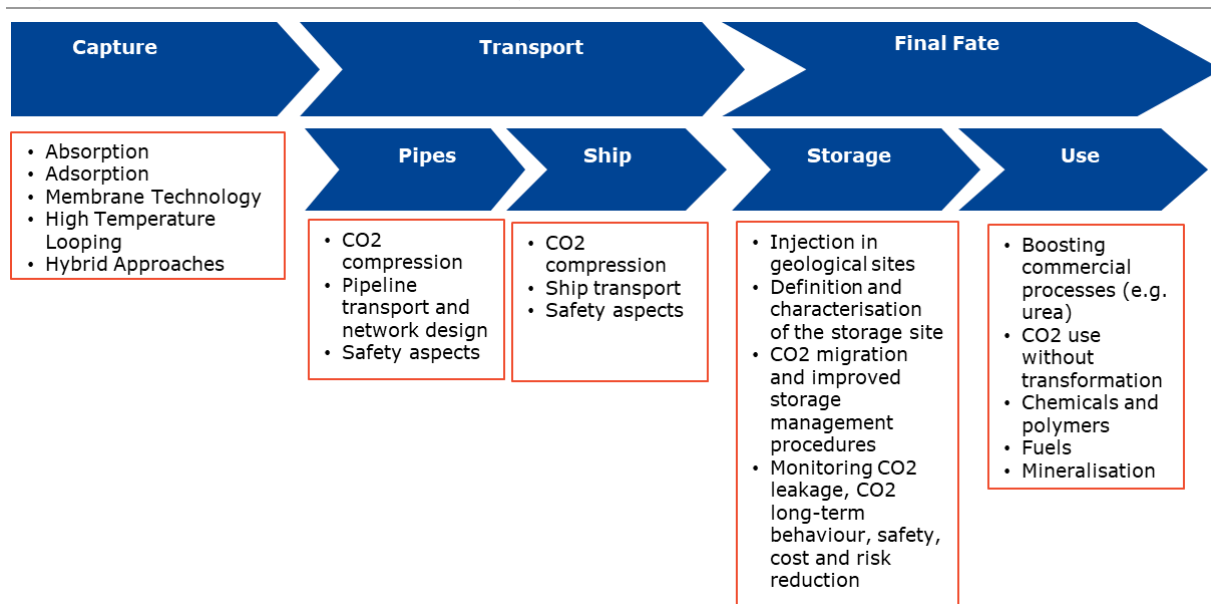 Capture
Transport
Final Fate
• Absorption
• Adsorption
• Membrane Technology
• High Temperature
Looping
• Hybrid Approaches
Pipes
• CO2
compression
• Pipeline
transport and
network design
• Safety aspects
Ship
• CO2
compression
• Ship transport
• Safety aspects
Storage
• Injection in
geological sites
• Definition and
characterisation
of the storage site
• CO2 migration
and improved
storage
management
procedures
• Monitoring CO2
leakage, CO2
long-term
behaviour, safety,
cost and risk
reduction
Use
• Boosting
commercial
processes (e.g.
urea)
• CO2 use
without
transformation
• Chemicals and
polymers
• Fuels
• Mineralisation